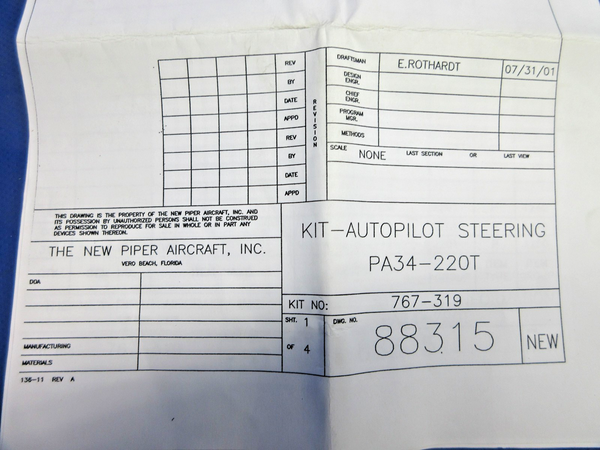 REV
BY
DATE
APPD
REV
BY
DATE
APPD
REVISION
DRAFTSMAN E.ROTHARDT 07/31/01
DESIGN ENGR.
CHIEF ENGR.
PROGRAM MGR.
METHODS
SCALE NONE LAST SECTION OR LAST VIEW
THIS DRAWING IS THE PROPERTY OF THE NEW PIPER AIRCRAFT, INC. AND
ITS POSSESSION BY UNAUTHORIZED PERSONS SHALL NOT BE CONSTRUED
AS PERMISSION TO REPRODUCE FOR SALE IN WHOLE OR IN PART ANY
DEVICES SHOWN THEREON.
THE NEW PIPER AIRCRAFT, INC.
VERO BEACH, FLORIDA
DOA
MANUFACTURING
MATERIALS
136-11 REV A
KIT-AUTOPILOT STEERING
PA34-220T
KIT NO: 767-319
SHT. 1
OF 4
DWG. NO.
88315
NEW